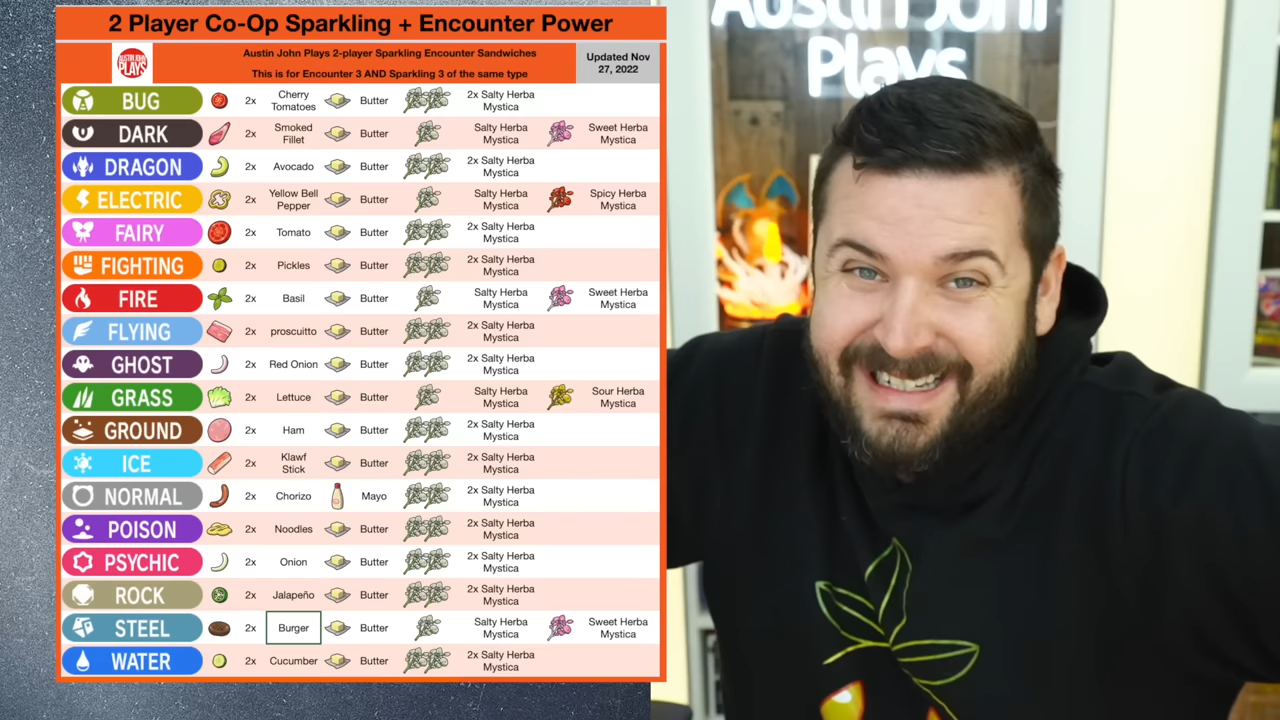 2 Player Co-Op Sparkling + Encounter Power
AUSTIN JOHN
PLAYS
Austin John Plays 2-player Sparkling Encounter Sandwiches
This is for Encounter 3 AND Sparkling 3 of the same type
Updated Nov
27, 2022
BUG 2x Cherry Tomatoes Butter 2x Salty Herba Mystica
DARK 2x Smoked Fillet Butter Salty Herba Mystica Sweet Herba Mystica
DRAGON 2x Avocado Butter 2x Salty Herba Mystica
ELECTRIC 2x Yellow Bell Pepper Butter Salty Herba Mystica Spicy Herba Mystica
FAIRY 2x Tomato Butter 2x Salty Herba Mystica
FIGHTING 2x Pickles Butter 2x Salty Herba Mystica
FIRE 2x Basil Butter Salty Herba Mystica Sweet Herba Mystica
FLYING 2x proscuitto Butter 2x Salty Herba Mystica
GHOST 2x Red Onion Butter 2x Salty Herba Mystica
GRASS 2x Lettuce Butter Salty Herba Mystica Sour Herba Mystica
GROUND 2x Ham Butter 2x Salty Herba Mystica
ICE 2x Klawf Stick Butter 2x Salty Herba Mystica
NORMAL 2x Chorizo Mayo 2x Salty Herba Mystica
POISON 2x Noodles Butter 2x Salty Herba Mystica
PSYCHIC 2x Onion Butter 2x Salty Herba Mystica
ROCK 2x Jalapeño Butter 2x Salty Herba Mystica
STEEL 2x Burger Butter Salty Herba Mystica Sweet Herba Mystica
WATER 2x Cucumber Butter 2x Salty Herba Mystica
Austin John
Plays